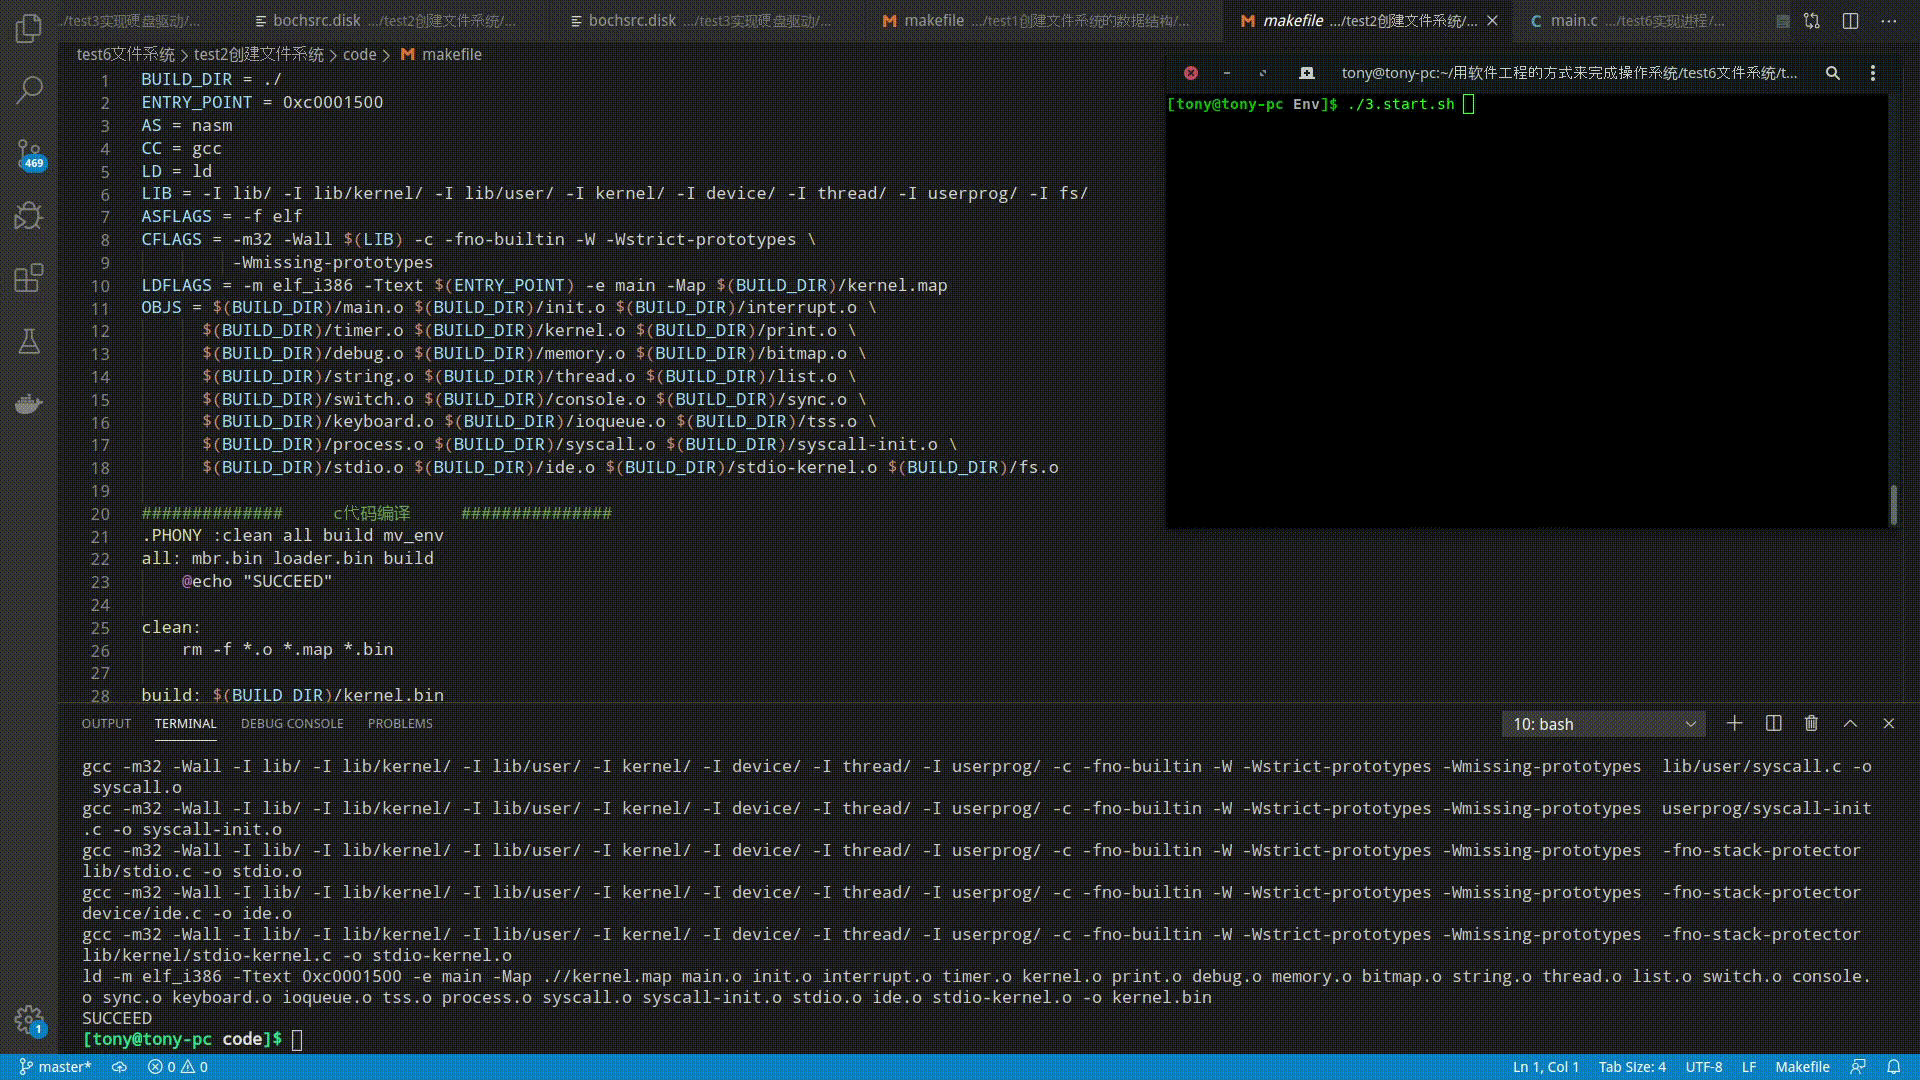 ./test3实现硬盘驱动/... bochsrc.disk .../test2创建文件系统/... bochsrc.disk .../test3实现硬盘驱动/... makefile .../test1创建文件系统的数据结构/... makefile .../test2创建文件系统/... main.c .../test6实现进程/...
test6文件系统 > test2创建文件系统 > code > makefile
1 BUILD_DIR = ./
2 ENTRY_POINT = 0xc0001500
3 AS = nasm
4 CC = gcc
5 LD = ld
6 LIB = -I lib/ -I lib/kernel/ -I lib/user/ -I kernel/ -I device/ -I thread/ -I userprog/ -I fs/
7 ASFLAGS = -f elf
8 CFLAGS = -m32 -Wall $(LIB) -c -fno-builtin -W -Wstrict-prototypes \
9 -Wmissing-prototypes
10 LDFLAGS = -m elf_i386 -Ttext $(ENTRY_POINT) -e main -Map $(BUILD_DIR)/kernel.map
11 OBJS = $(BUILD_DIR)/main.o $(BUILD_DIR)/init.o $(BUILD_DIR)/interrupt.o \
12 $(BUILD_DIR)/timer.o $(BUILD_DIR)/kernel.o $(BUILD_DIR)/print.o \
13 $(BUILD_DIR)/debug.o $(BUILD_DIR)/memory.o $(BUILD_DIR)/bitmap.o \
14 $(BUILD_DIR)/string.o $(BUILD_DIR)/thread.o $(BUILD_DIR)/list.o \
15 $(BUILD_DIR)/switch.o $(BUILD_DIR)/console.o $(BUILD_DIR)/sync.o \
16 $(BUILD_DIR)/keyboard.o $(BUILD_DIR)/ioqueue.o $(BUILD_DIR)/tss.o \
17 $(BUILD_DIR)/process.o $(BUILD_DIR)/syscall.o $(BUILD_DIR)/syscall-init.o \
18 $(BUILD_DIR)/stdio.o $(BUILD_DIR)/ide.o $(BUILD_DIR)/stdio-kernel.o $(BUILD_DIR)/fs.o
19
20 ############## c代码编译 ###############
21 .PHONY :clean all build mv_env
22 all: mbr.bin loader.bin build
23 @echo "SUCCEED"
24
25 clean:
26 rm -f *.o *.map *.bin
27
28 build: $(BUILD_DIR)/kernel.bin
tony@tony-pc:~/用软件工程的方式来完成操作系统/test6文件系统/t...
[tony@tony-pc Env]$ ./3.start.sh
469
OUTPUT TERMINAL DEBUG CONSOLE PROBLEMS 10: bash
gcc -m32 -Wall -I lib/ -I lib/kernel/ -I lib/user/ -I kernel/ -I device/ -I thread/ -I userprog/ -c -fno-builtin -W -Wstrict-prototypes -Wmissing-prototypes lib/user/syscall.c -o
syscall.o
gcc -m32 -Wall -I lib/ -I lib/kernel/ -I lib/user/ -I kernel/ -I device/ -I thread/ -I userprog/ -c -fno-builtin -W -Wstrict-prototypes -Wmissing-prototypes userprog/syscall-init
.c -o syscall-init.o
gcc -m32 -Wall -I lib/ -I lib/kernel/ -I lib/user/ -I kernel/ -I device/ -I thread/ -I userprog/ -c -fno-builtin -W -Wstrict-prototypes -Wmissing-prototypes -fno-stack-protector
lib/stdio.c -o stdio.o
gcc -m32 -Wall -I lib/ -I lib/kernel/ -I lib/user/ -I kernel/ -I device/ -I thread/ -I userprog/ -c -fno-builtin -W -Wstrict-prototypes -Wmissing-prototypes -fno-stack-protector
device/ide.c -o ide.o
gcc -m32 -Wall -I lib/ -I lib/kernel/ -I lib/user/ -I kernel/ -I device/ -I thread/ -I userprog/ -c -fno-builtin -W -Wstrict-prototypes -Wmissing-prototypes -fno-stack-protector
lib/kernel/stdio-kernel.c -o stdio-kernel.o
ld -m elf_i386 -Ttext 0xc0001500 -e main -Map .//kernel.map main.o init.o interrupt.o timer.o kernel.o print.o debug.o memory.o bitmap.o string.o thread.o list.o switch.o console.
o sync.o keyboard.o ioqueue.o tss.o process.o syscall.o syscall-init.o stdio.o ide.o stdio-kernel.o -o kernel.bin
SUCCEED
[tony@tony-pc code]$
1
master* 0 0 Ln 1, Col 1 Tab Size: 4 UTF-8 LF Makefile